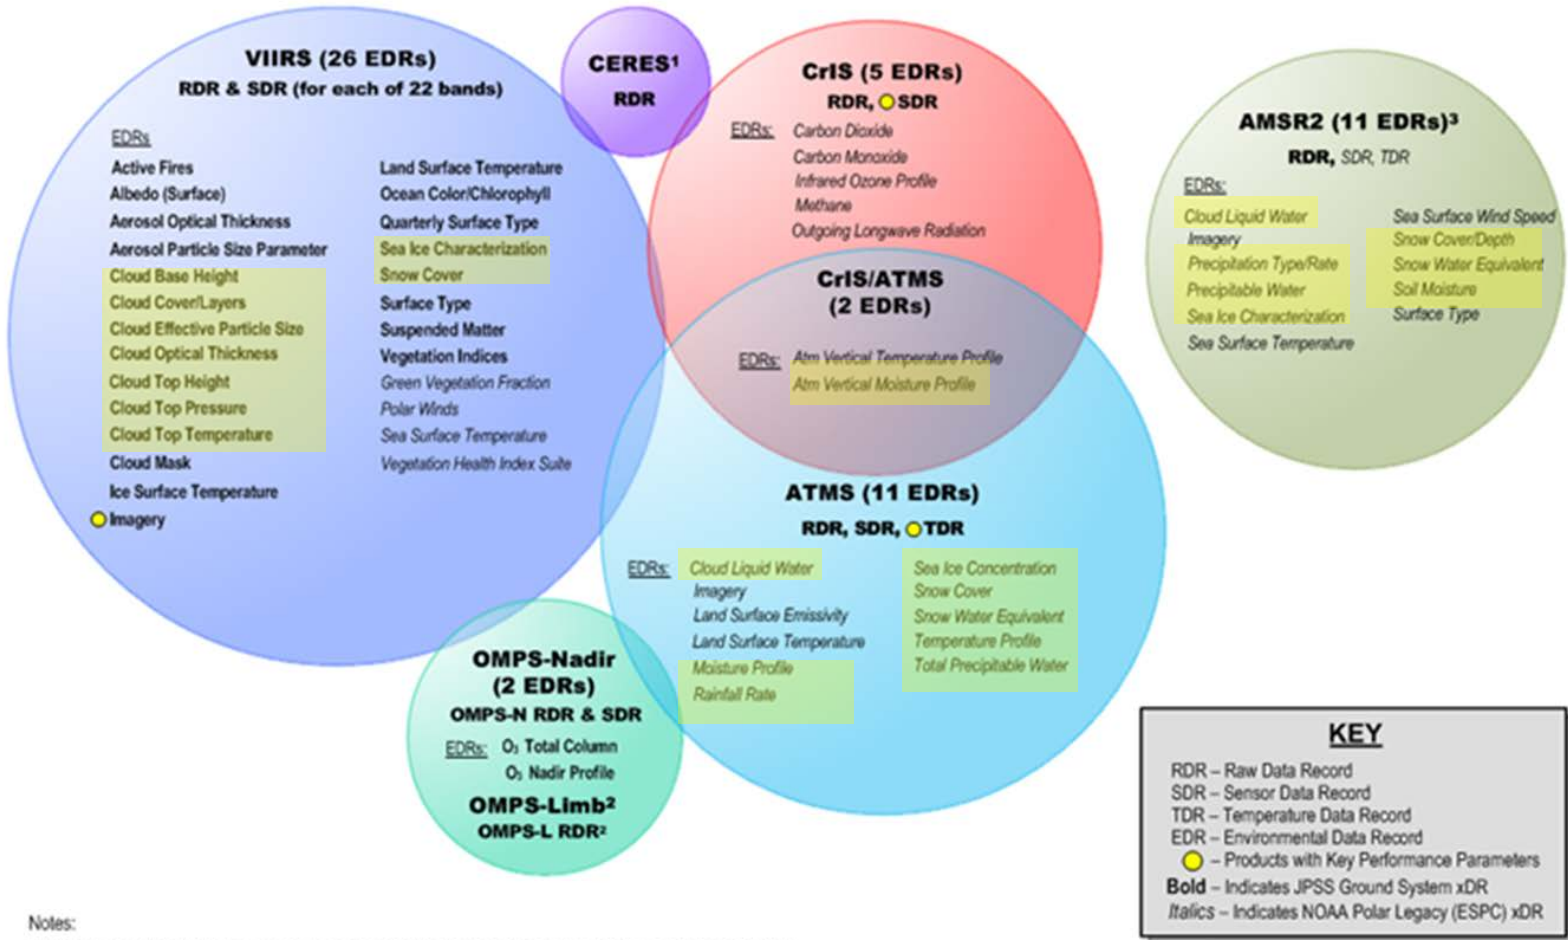 VIIRS (26 EDRs)
RDR & SDR (for each of 22 bands)
EDRs
Active Fires
Albedo (Surface)
Aerosol Optical Thickness
Aerosol Particle Size Parameter
Cloud Base Height
Cloud Cover/Layers
Cloud Effective Particle Size
Cloud Optical Thickness
Cloud Top Height
Cloud Top Pressure
Cloud Top Temperature
Cloud Mask
Ice Surface Temperature
Imagery
Land Surface Temperature
Ocean Color/Chlorophyll
Quarterly Surface Type
Sea Ice Characterization
Snow Cover
Surface Type
Suspended Matter
Vegetation Indices
Green Vegetation Fraction
Polar Winds
Sea Surface Temperature
Vegetation Health Index Suite
CERES¹
RDR
CrIS (5 EDRs)
RDR, SDR
EDRs: Carbon Dioxide
Carbon Monoxide
Infrared Ozone Profile
Methane
Outgoing Longwave Radiation
CrIS/ATMS
(2 EDRs)
EDRs: Atm Vertical Temperature Profile
Atm Vertical Moisture Profile
ATMS (11 EDRs)
RDR, SDR, TDR
EDRs: Cloud Liquid Water
Imagery
Land Surface Emissivity
Land Surface Temperature
Moisture Profile
Rainfall Rate
Sea Ice Concentration
Snow Cover
Snow Water Equivalent
Temperature Profile
Total Precipitable Water
AMSR2 (11 EDRs)³
RDR, SDR, TDR
EDRs:
Cloud Liquid Water
Imagery
Precipitation Type/Rate
Precipitable Water
Sea Ice Characterization
Sea Surface Temperature
Sea Surface Wind Speed
Snow Cover/Depth
Snow Water Equivalent
Soil Moisture
Surface Type
OMPS-Nadir
(2 EDRs)
OMPS-N RDR & SDR
EDRs: O₃ Total Column
O₃ Nadir Profile
OMPS-Limb²
OMPS-L RDR²
KEY
RDR – Raw Data Record
SDR – Sensor Data Record
TDR – Temperature Data Record
EDR – Environmental Data Record
– Products with Key Performance Parameters
Bold – Indicates JPSS Ground System xDR
Italics – Indicates NOAA Polar Legacy (ESPC) xDR
Notes: